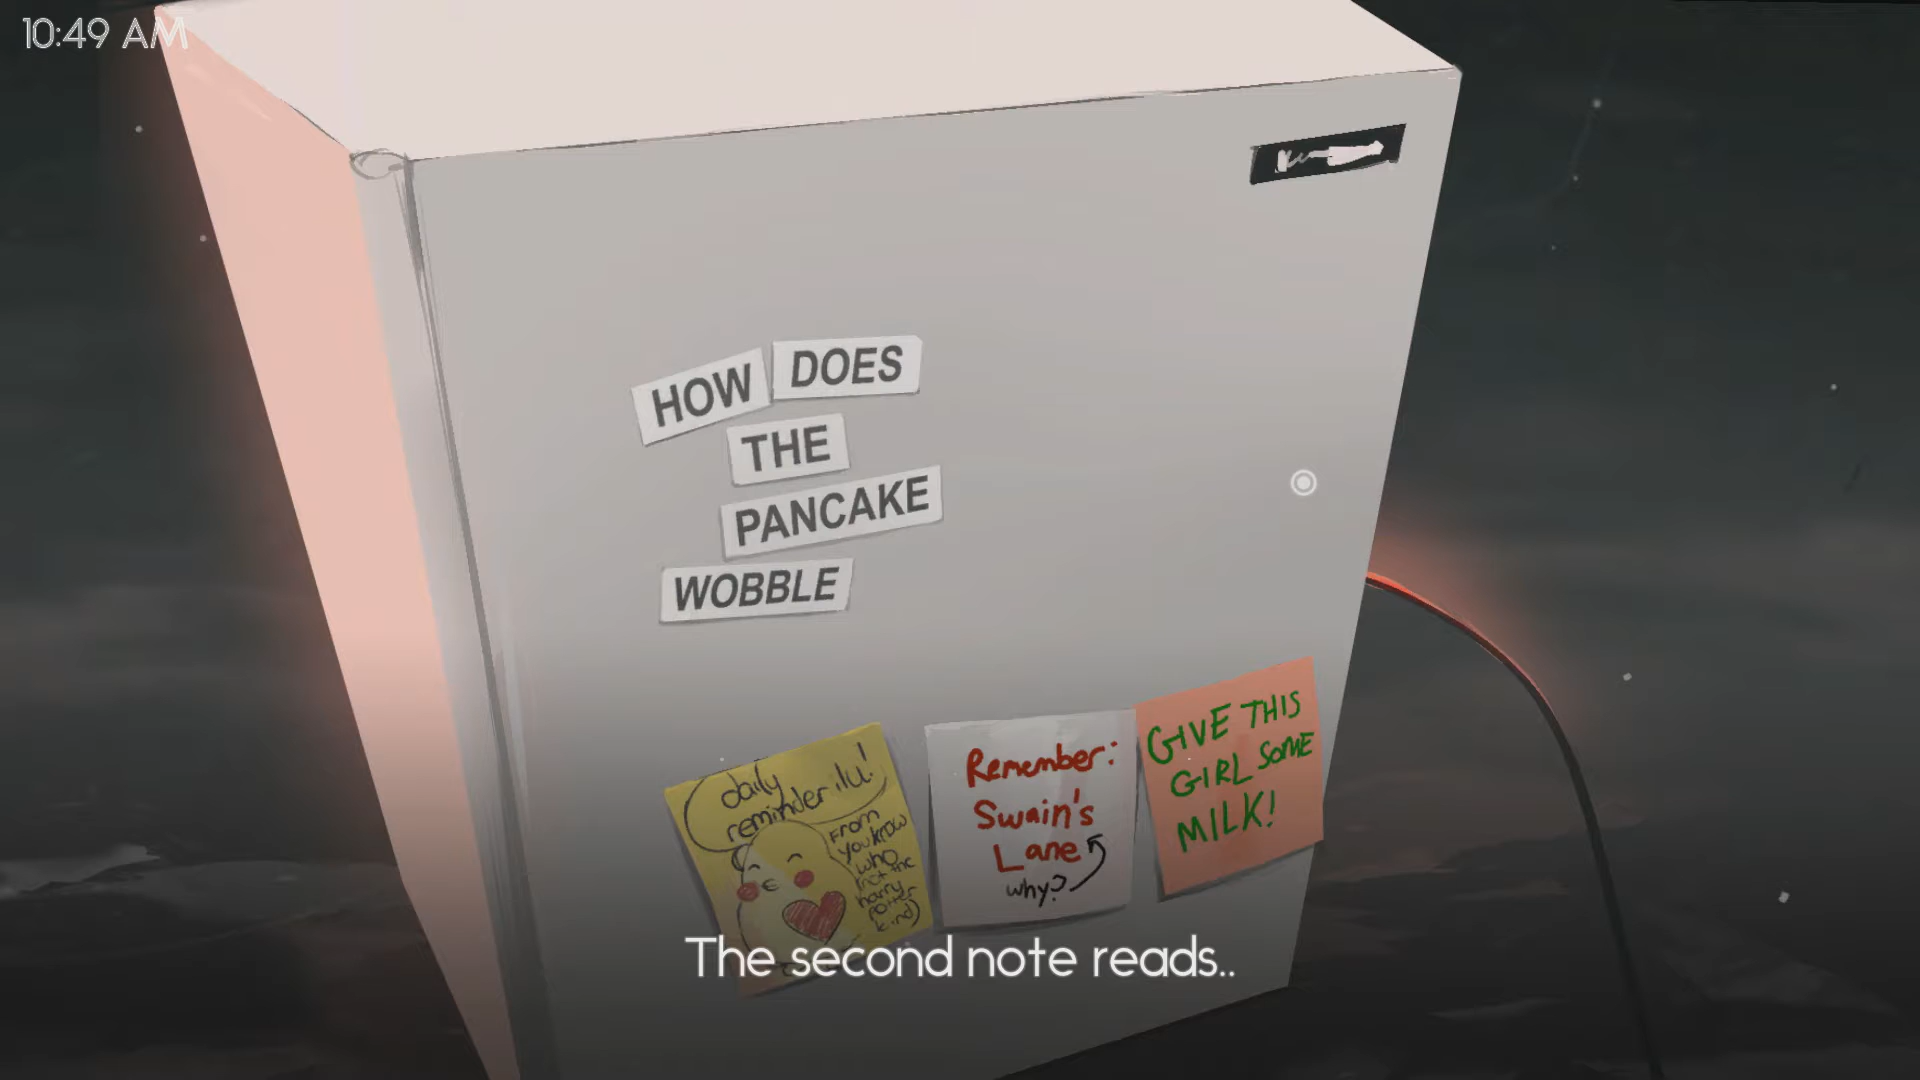 10:49 AM
HOW DOES
THE
PANCAKE
WOBBLE
daily
reminder ilu!
From
you know
who
(not the
harry
potter
kind)
Remember:
Swain's
Lane
why?
GIVE THIS
GIRL SOME
MILK!
The second note reads..